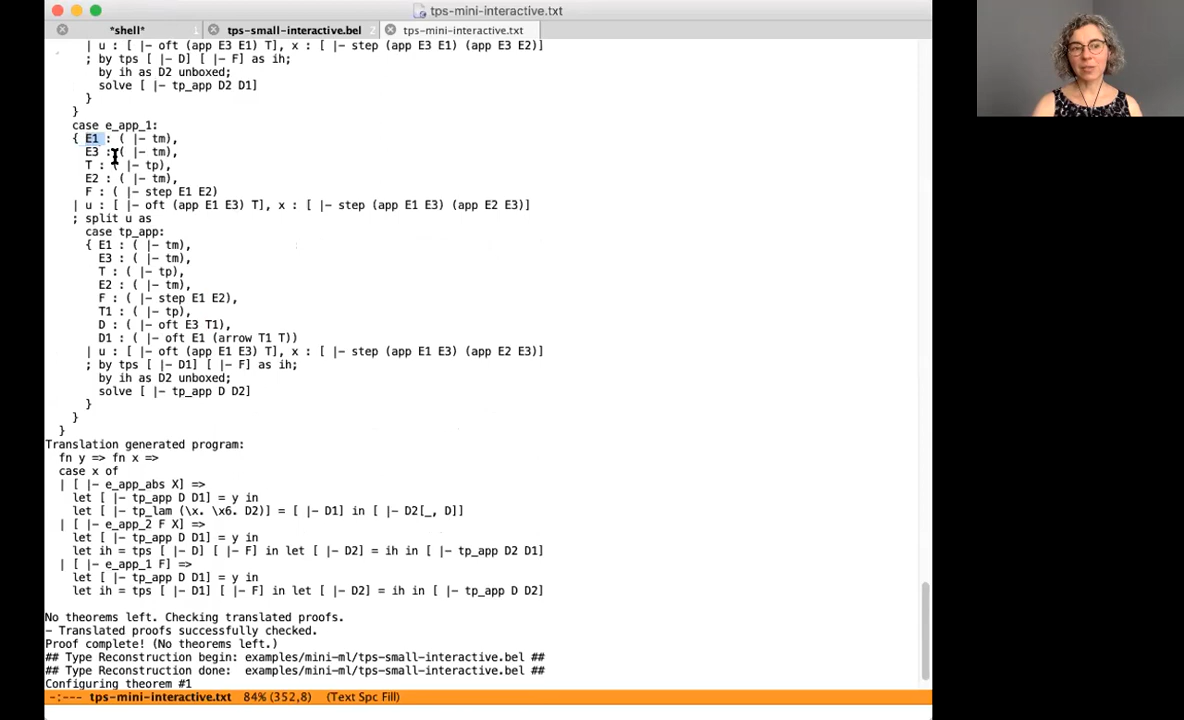 tps-mini-interactive.txt
*shell* 1 tps-small-interactive.bel 2 tps-mini-interactive.txt
| u : [ |- oft (app E3 E1) T], x : [ |- step (app E3 E1) (app E3 E2)]
; by tps [ |- D] [ |- F] as ih;
by ih as D2 unboxed;
solve [ |- tp_app D2 D1]
}
}
case e_app_1:
{ E1 : ( |- tm),
E3 : ( |- tm),
T : ( |- tp),
E2 : ( |- tm),
F : ( |- step E1 E2)
| u : [ |- oft (app E1 E3) T], x : [ |- step (app E1 E3) (app E2 E3)]
; split u as
case tp_app:
{ E1 : ( |- tm),
E3 : ( |- tm),
T : ( |- tp),
E2 : ( |- tm),
F : ( |- step E1 E2),
T1 : ( |- tp),
D : ( |- oft E3 T1),
D1 : ( |- oft E1 (arrow T1 T))
| u : [ |- oft (app E1 E3) T], x : [ |- step (app E1 E3) (app E2 E3)]
; by tps [ |- D1] [ |- F] as ih;
by ih as D2 unboxed;
solve [ |- tp_app D D2]
}
}
}
Translation generated program:
fn y => fn x =>
case x of
| [ |- e_app_abs X] =>
let [ |- tp_app D D1] = y in
let [ |- tp_lam (\x. \x6. D2)] = [ |- D1] in [ |- D2[_, D]]
| [ |- e_app_2 F X] =>
let [ |- tp_app D D1] = y in
let ih = tps [ |- D] [ |- F] in let [ |- D2] = ih in [ |- tp_app D2 D1]
| [ |- e_app_1 F] =>
let [ |- tp_app D D1] = y in
let ih = tps [ |- D1] [ |- F] in let [ |- D2] = ih in [ |- tp_app D D2]
No theorems left. Checking translated proofs.
- Translated proofs successfully checked.
Proof complete! (No theorems left.)
## Type Reconstruction begin: examples/mini-ml/tps-small-interactive.bel ##
## Type Reconstruction done: examples/mini-ml/tps-small-interactive.bel ##
Configuring theorem #1
-:--- tps-mini-interactive.txt 84% (352,8) (Text Spc Fill)